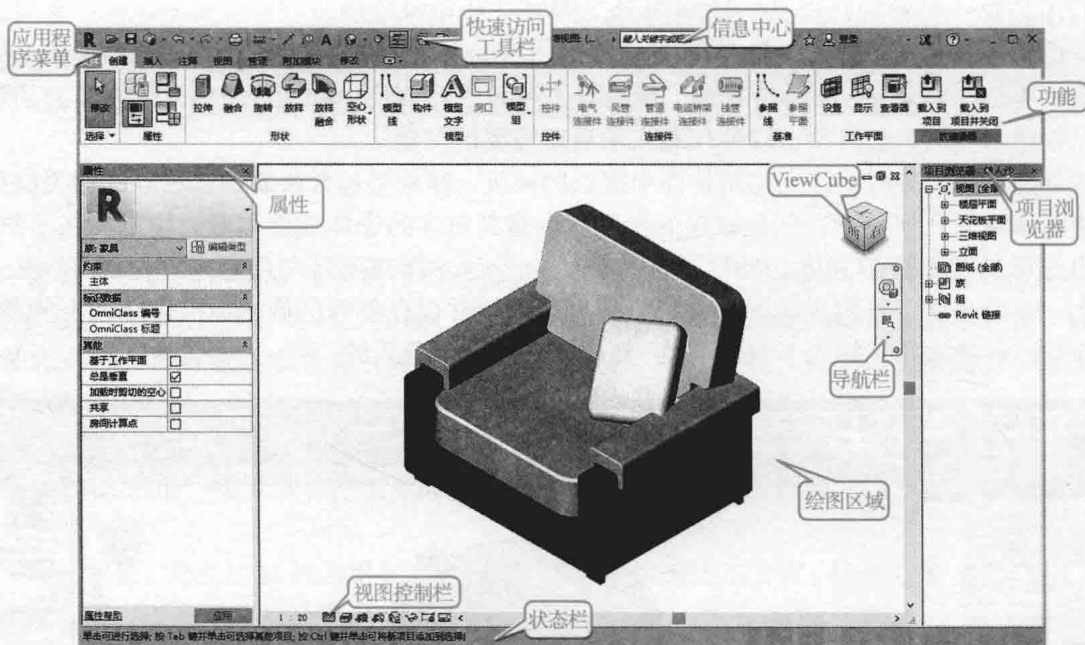 应用程
序菜单
快速访问
工具栏
信息中心
登录
创建 插入 注释 视图 管理 附加模块 修改
修改
拉伸 融合 旋转 放样 放样融合 空心形状
模型线 构件 模型文字 洞口 模型组
控件
电气连接件 风管连接件 管道连接件 电缆桥架连接件 线管连接件
参照线 参照平面
设置 显示 查看器
载入到项目 载入到项目并关闭
选择 属性 形状 模型 控件 连接件 基准 工作平面 族编辑器
功能
属性
属性
族: 家具
编辑类型
约束
主体
标识数据
OmniClass 编号
OmniClass 标题
其他
基于工作平面
总是垂直
加载时剪切的空心
共享
房间计算点
属性帮助
应用
ViewCube
上
前 右
项目浏览器
项目浏
览器
视图 (全部
楼层平面
天花板平面
三维视图
立面
图纸 (全部)
族
组
Revit 链接
导航栏
绘图区域
视图控制栏
1 : 20
状态栏
单击可进行选择; 按 Tab 键并单击可选择其他项目; 按 Ctrl 键并单击可将新项目添加到选择